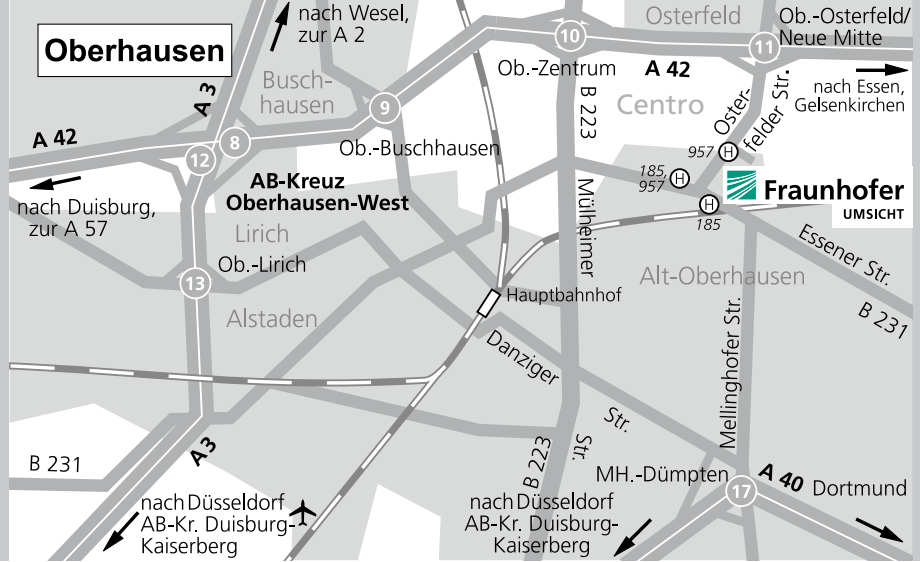 Oberhausen
nach Wesel,
zur A 2
Osterfeld
Ob.-Osterfeld/
Neue Mitte
10
11
Ob.-Zentrum
A 42
nach Essen,
Gelsenkirchen
A 3
Busch-
hausen
9
B 223
Centro
Oster-
felder Str.
A 42
12
8
Ob.-Buschhausen
957
H
185,
957
H
AB-Kreuz
Oberhausen-West
nach Duisburg,
zur A 57
Fraunhofer
UMSICHT
H
185
Mülheimer
Lirich
Ob.-Lirich
13
Essener Str.
Alt-Oberhausen
Hauptbahnhof
Alstaden
B 231
Danziger
Mellinghofer Str.
Str.
A 3
B 231
B 223
Str.
MH.-Dümpten
17
A 40
Dortmund
nach Düsseldorf
AB-Kr. Duisburg-
Kaiserberg
nach Düsseldorf
AB-Kr. Duisburg-
Kaiserberg